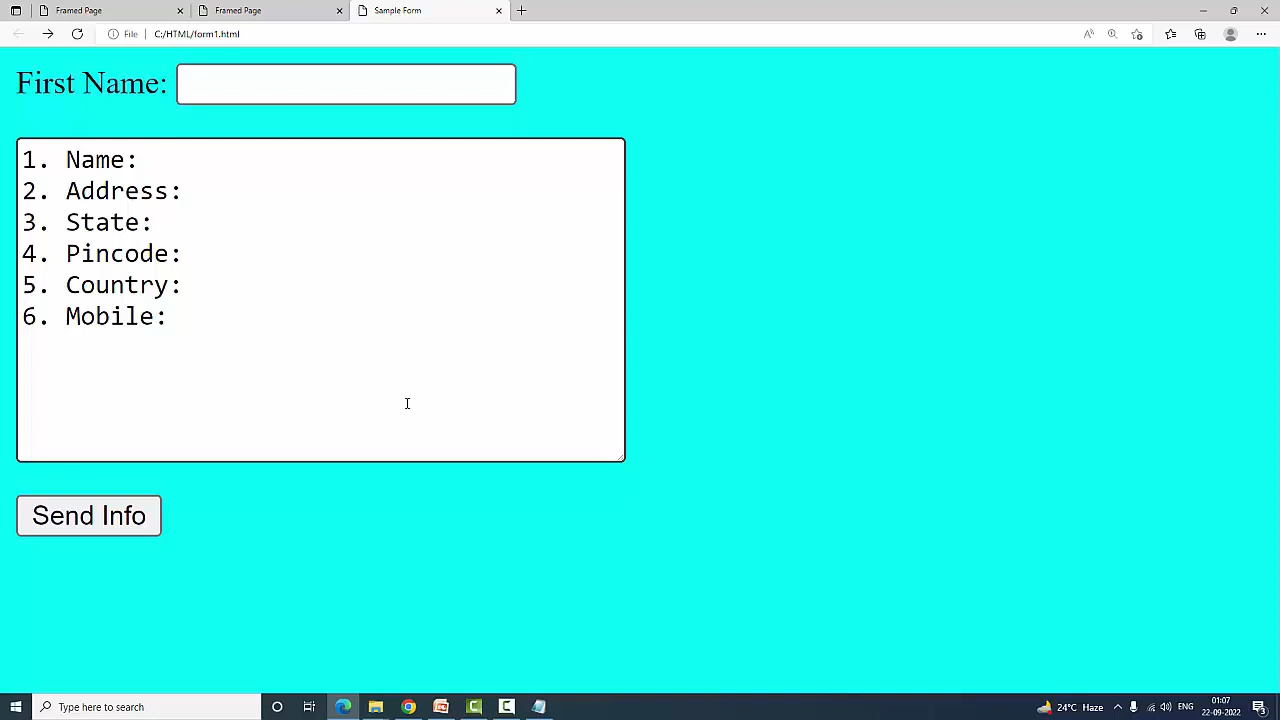 Framed Page
Framed Page
Sample Form
File
C:/HTML/form1.html
First Name:
1. Name:
2. Address:
3. State:
4. Pincode:
5. Country:
6. Mobile:
Send Info
Type here to search
24°C Haze
ENG
01:07
22-09-2022